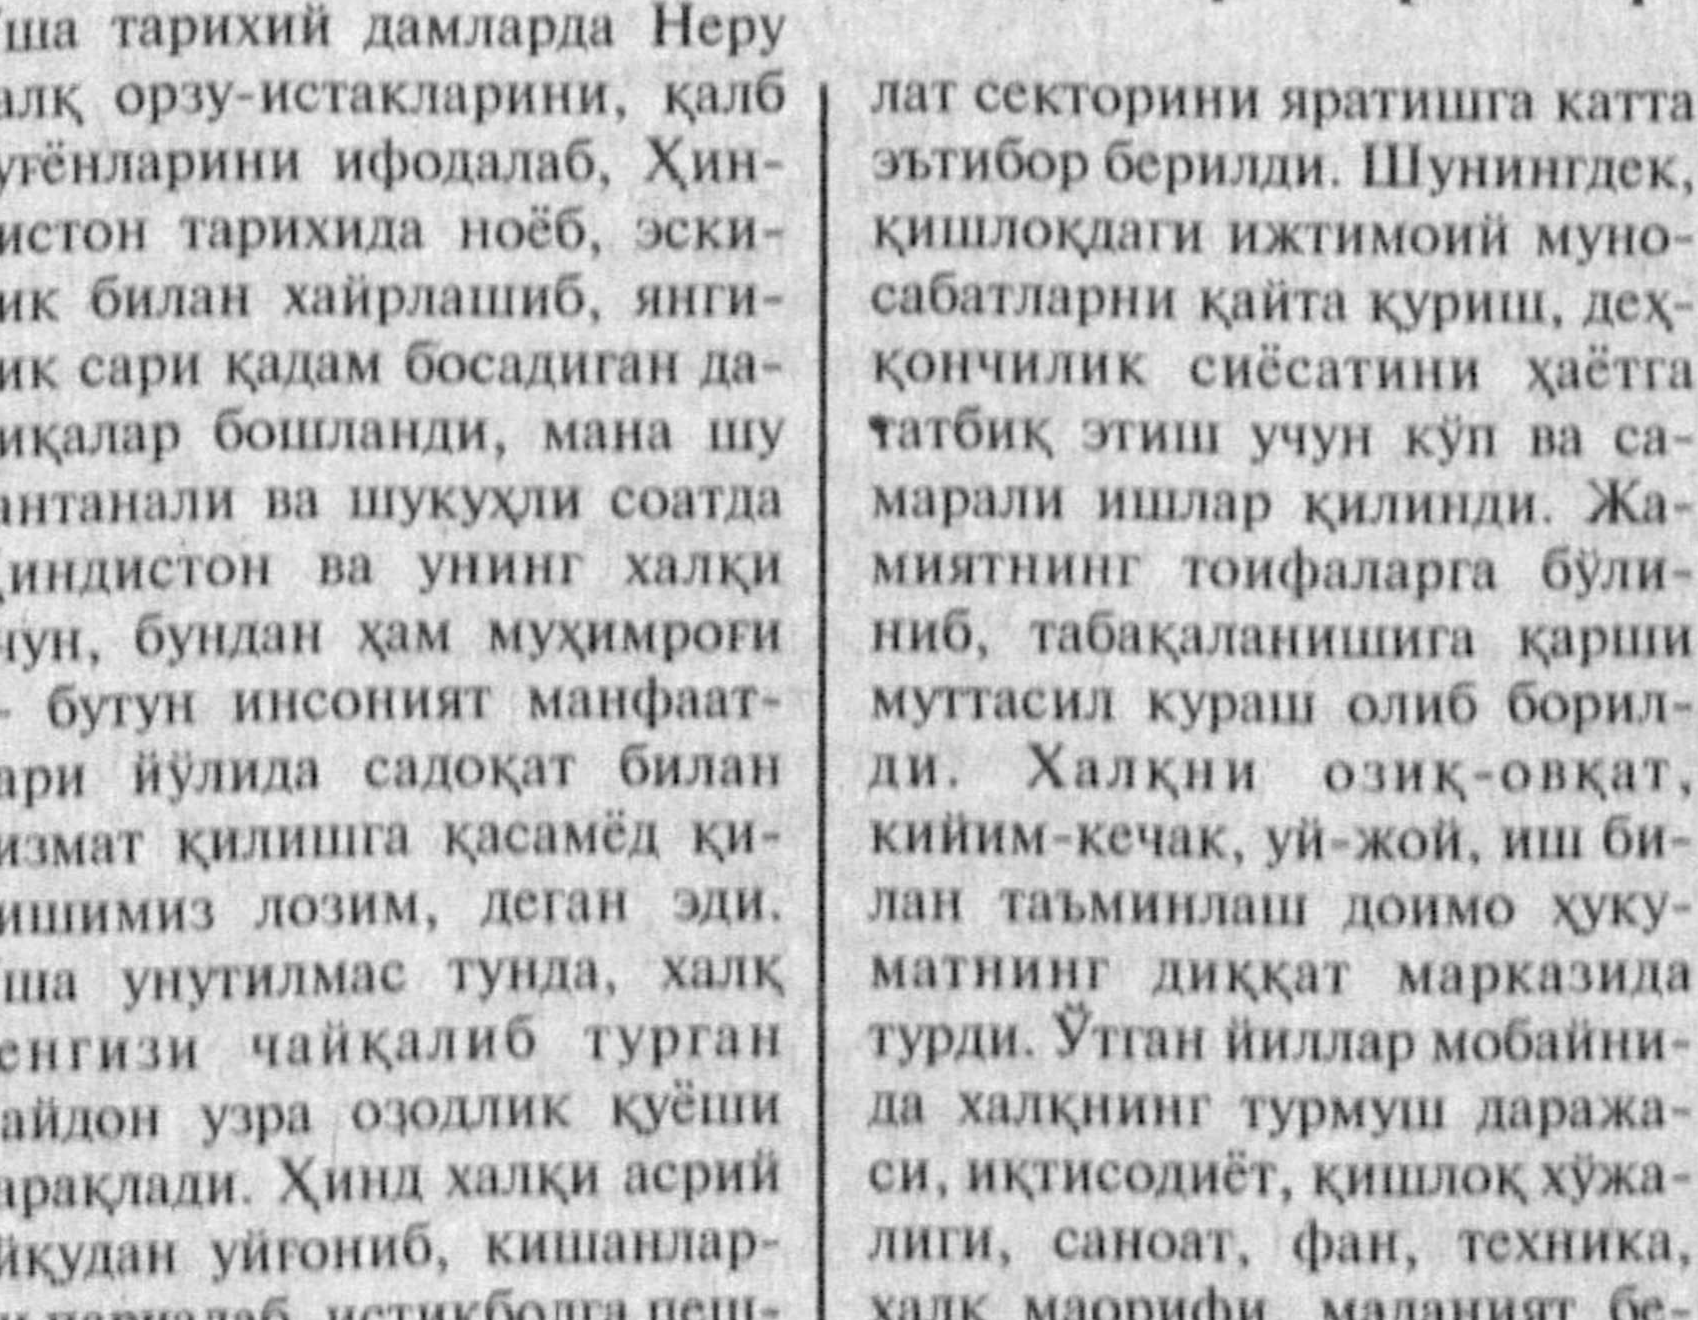 ша тарихий дамларда Неру
алқ орзу-истакларини, қалб
уғёнларини ифодалаб, Ҳин-
истон тарихида ноёб, эски-
ик билан хайрлашиб, янги-
ик сари қадам босадиган да-
иқалар бошланди, мана шу
антанали ва шукуҳли соатда
индистон ва унинг халқи
чун, бундан ҳам муҳимроғи
- бутун инсоният манфаат-
ари йўлида садоқат билан
измат қилишга қасамёд қи-
ишимиз лозим, деган эди.
ша унутилмас тунда, халқ
енгизи чайқалиб турган
айдон узра озодлик қуёши
арақлади. Ҳинд халқи асрий
йқудан уйғониб, кишанлар-
истиқболга пеш-
лат секторини яратишга катта
эътибор берилди. Шунингдек,
қишлоқдаги ижтимоий муно-
сабатларни қайта қуриш, деҳ-
қончилик сиёсатини ҳаётга
татбиқ этиш учун кўп ва са-
марали ишлар қилинди. Жа-
миятнинг тоифаларга бўли-
ниб, табақаланишига қарши
муттасил кураш олиб борил-
ди. Халқни озиқ-овқат,
кийим-кечак, уй-жой, иш би-
лан таъминлаш доимо ҳуку-
матнинг диққат марказида
турди. Ўтган йиллар мобайни-
да халқнинг турмуш даража-
си, иқтисодиёт, қишлоқ хўжа-
лиги, саноат, фан, техника,
халқ маорифи, маданият бе-